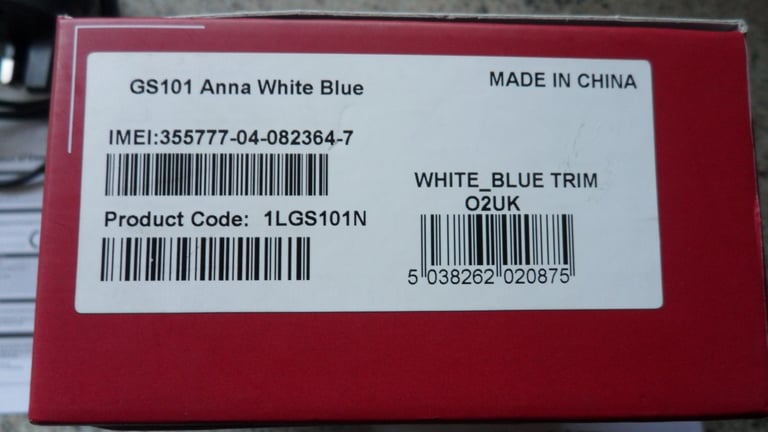 GS101 Anna White Blue
MADE IN CHINA
IMEI:355777-04-082364-7
Product Code: 1LGS101N
WHITE_BLUE TRIM
O2UK
5 038262 020875